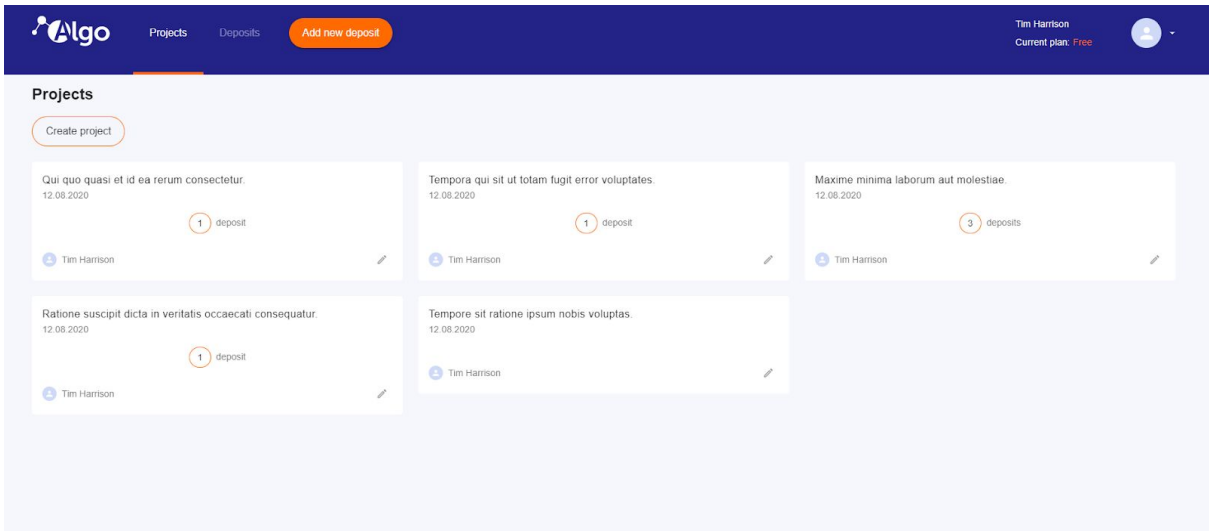 Algo
Projects
Deposits
Add new deposit
Tim Harrison
Current plan: Free
Projects
Create project
Qui quo quasi et id ea rerum consectetur.
12.08.2020
1 deposit
Tim Harrison
Tempora qui sit ut totam fugit error voluptates.
12.08.2020
1 deposit
Tim Harrison
Maxime minima laborum aut molestiae.
12.08.2020
3 deposits
Tim Harrison
Ratione suscipit dicta in veritatis occaecati consequatur.
12.08.2020
1 deposit
Tim Harrison
Tempore sit ratione ipsum nobis voluptas.
12.08.2020
Tim Harrison